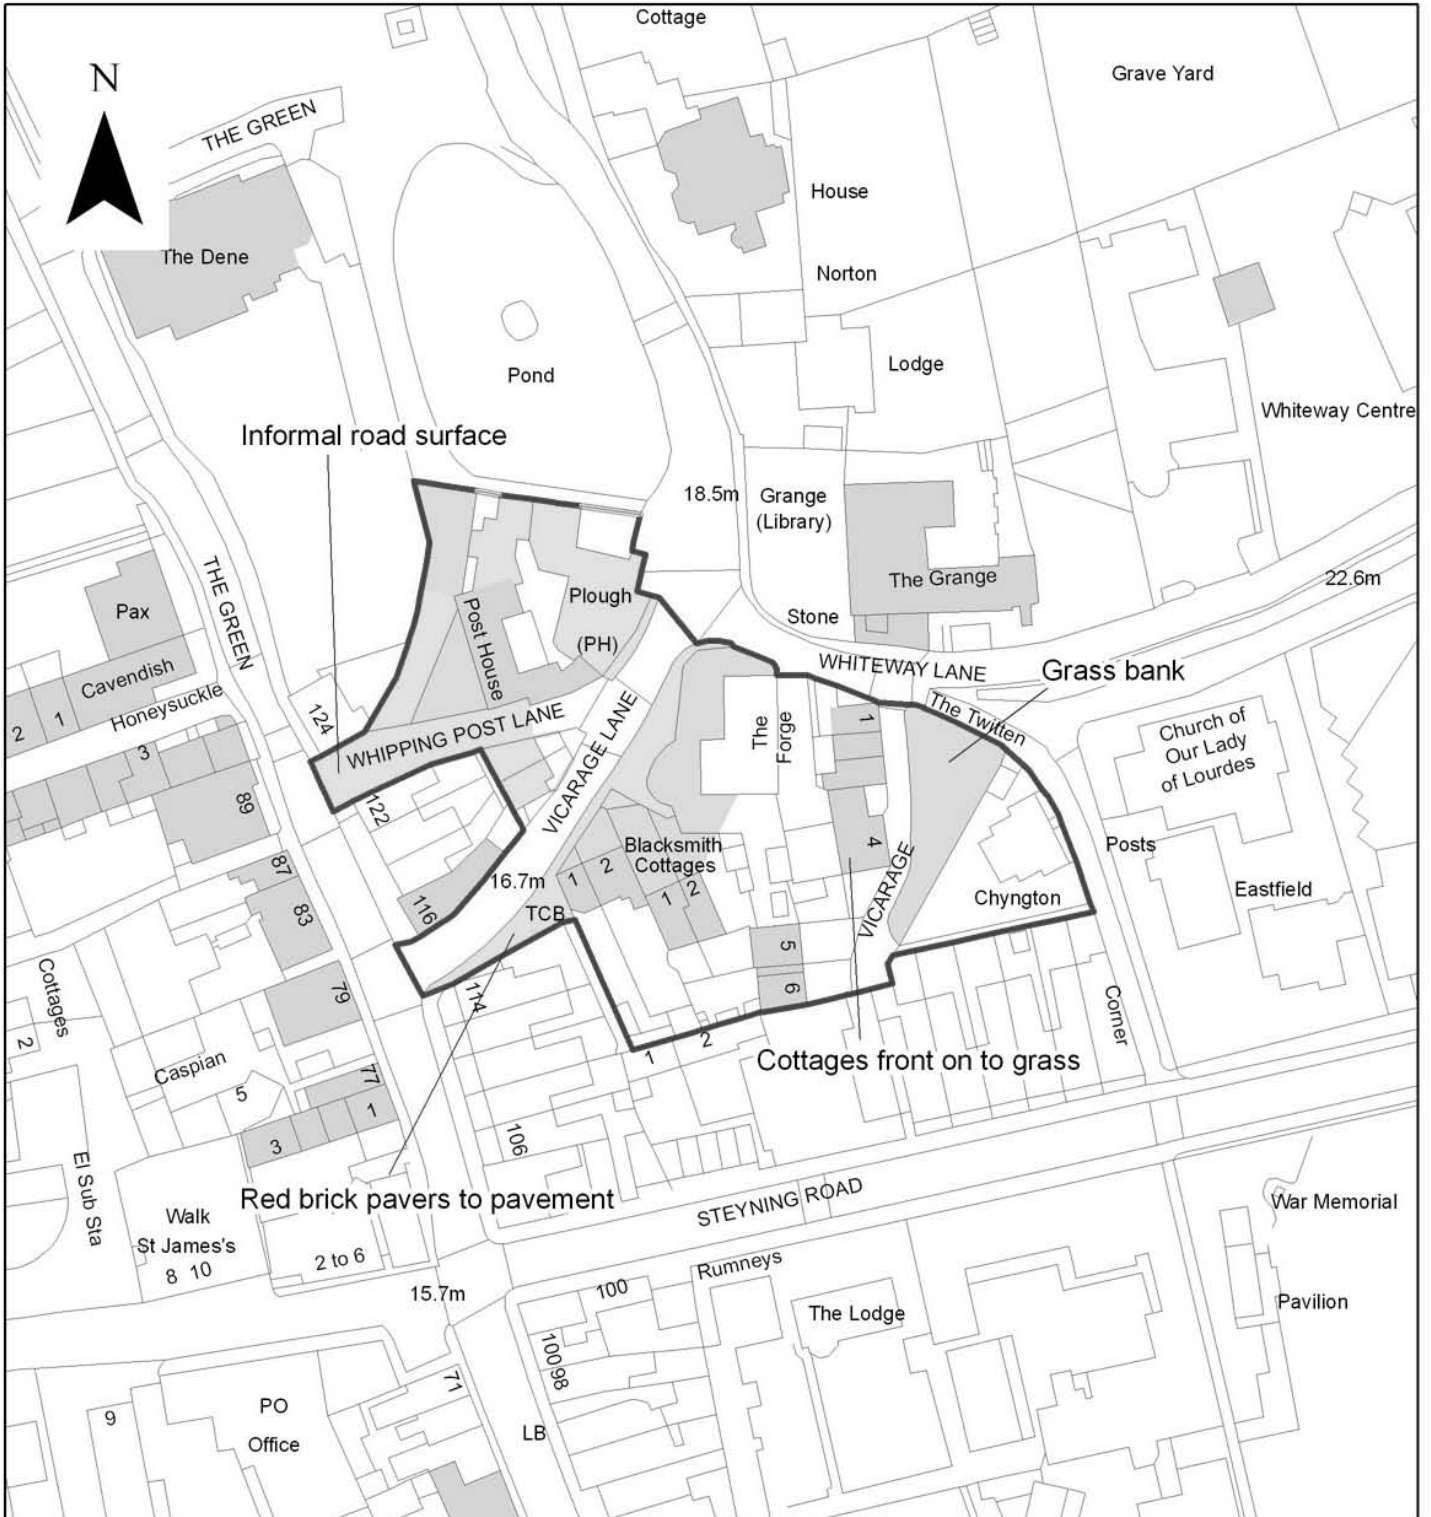 Cottage
Grave Yard
N
THE GREEN
House
The Dene
Norton
Pond
Lodge
Whiteway Centre
Informal road surface
18.5m
Grange
(Library)
The Grange
22.6m
THE GREEN
Pax
Post House
Plough
(PH)
Stone
WHITEWAY LANE
Grass bank
Cavendish
Honeysuckle
2
1
3
124
WHIPPING POST LANE
VICARAGE LANE
The
Forge
1
The Twitten
Church of
Our Lady
of Lourdes
89
122
Blacksmith
Cottages
4
VICARAGE
Posts
Eastfield
87
83
116
16.7m
1
2
1
2
TCB
Chyngton
5
6
Cottages
2
79
114
Corner
1
2
Cottages front on to grass
Caspian
5
77
1
3
106
El Sub Sta
Red brick pavers to pavement
STEYNING ROAD
War Memorial
Walk
St James's
8 10
2 to 6
15.7m
100
Rumneys
The Lodge
Pavilion
100
98
71
9
PO
Office
LB